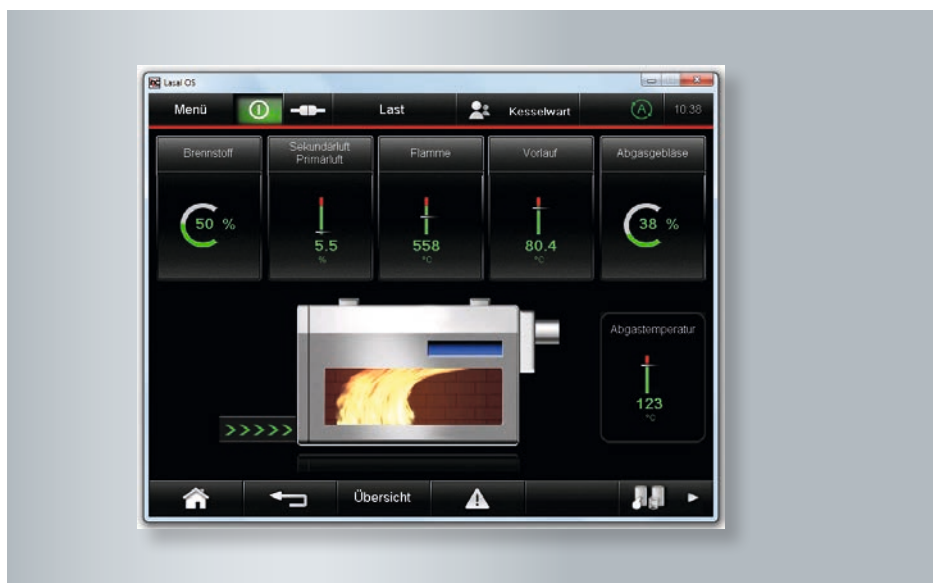 Lasal OS
Menü
Last
Kesselwart
10:38
Brennstoff
Sekundärluft
Primärluft
Flamme
Vorlauf
Abgasgebläse
50 %
5.5
%
558
°C
80.4
°C
38 %
Abgastemperatur
123
°C
Übersicht